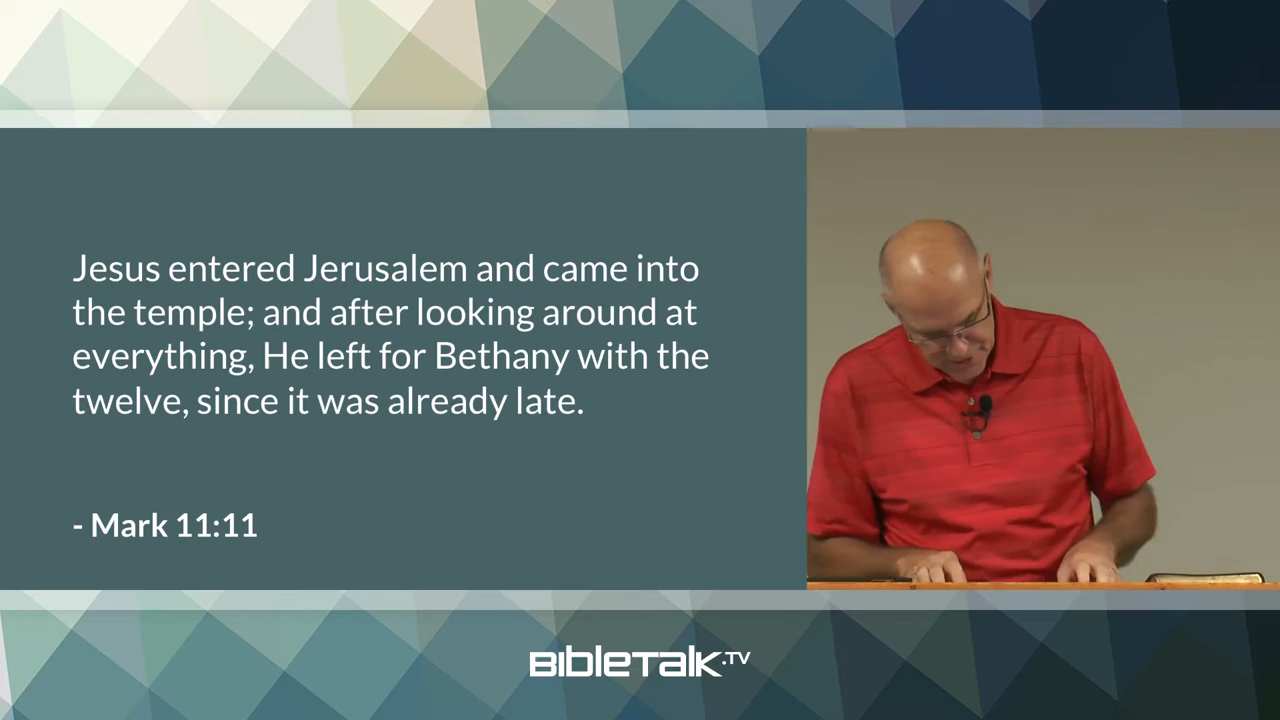 Jesus entered Jerusalem and came into
the temple; and after looking around at
everything, He left for Bethany with the
twelve, since it was already late.
- Mark 11:11
BIBLETALK.TV